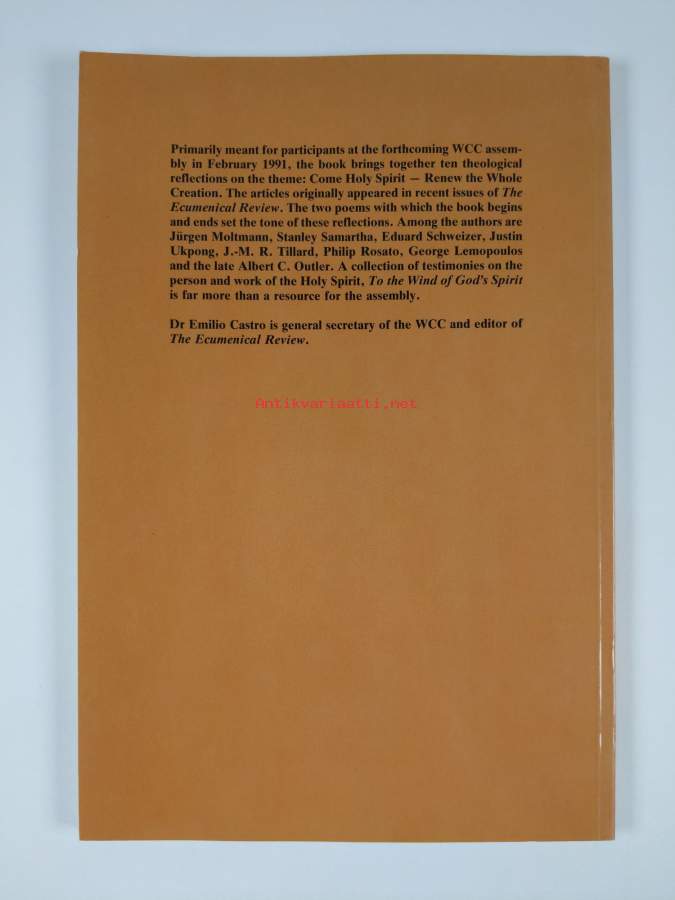 Primarily meant for participants at the forthcoming WCC assem-
bly in February 1991, the book brings together ten theological
reflections on the theme: Come Holy Spirit — Renew the Whole
Creation. The articles originally appeared in recent issues of The
Ecumenical Review. The two poems with which the book begins
and ends set the tone of these reflections. Among the authors are
Jürgen Moltmann, Stanley Samartha, Eduard Schweizer, Justin
Ukpong, J.-M. R. Tillard, Philip Rosato, George Lemopoulos
and the late Albert C. Outler. A collection of testimonies on the
person and work of the Holy Spirit, To the Wind of God's Spirit
is far more than a resource for the assembly.
Dr Emilio Castro is general secretary of the WCC and editor of
The Ecumenical Review.
Antikvariaatti.net